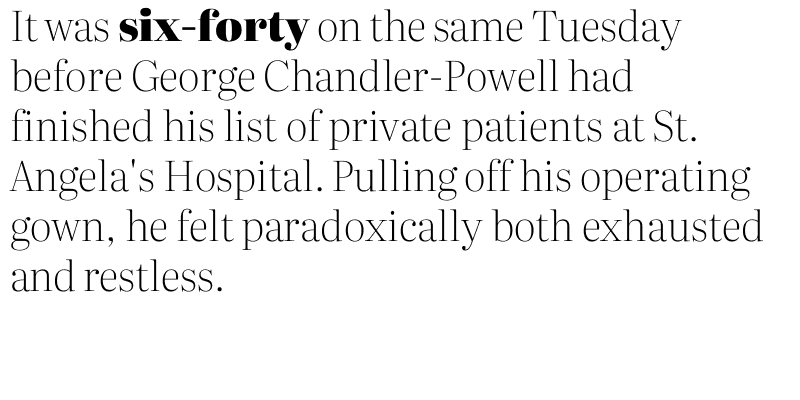 It was six-forty on the same Tuesday
before George Chandler-Powell had
finished his list of private patients at St.
Angela's Hospital. Pulling off his operating
gown, he felt paradoxically both exhausted
and restless.